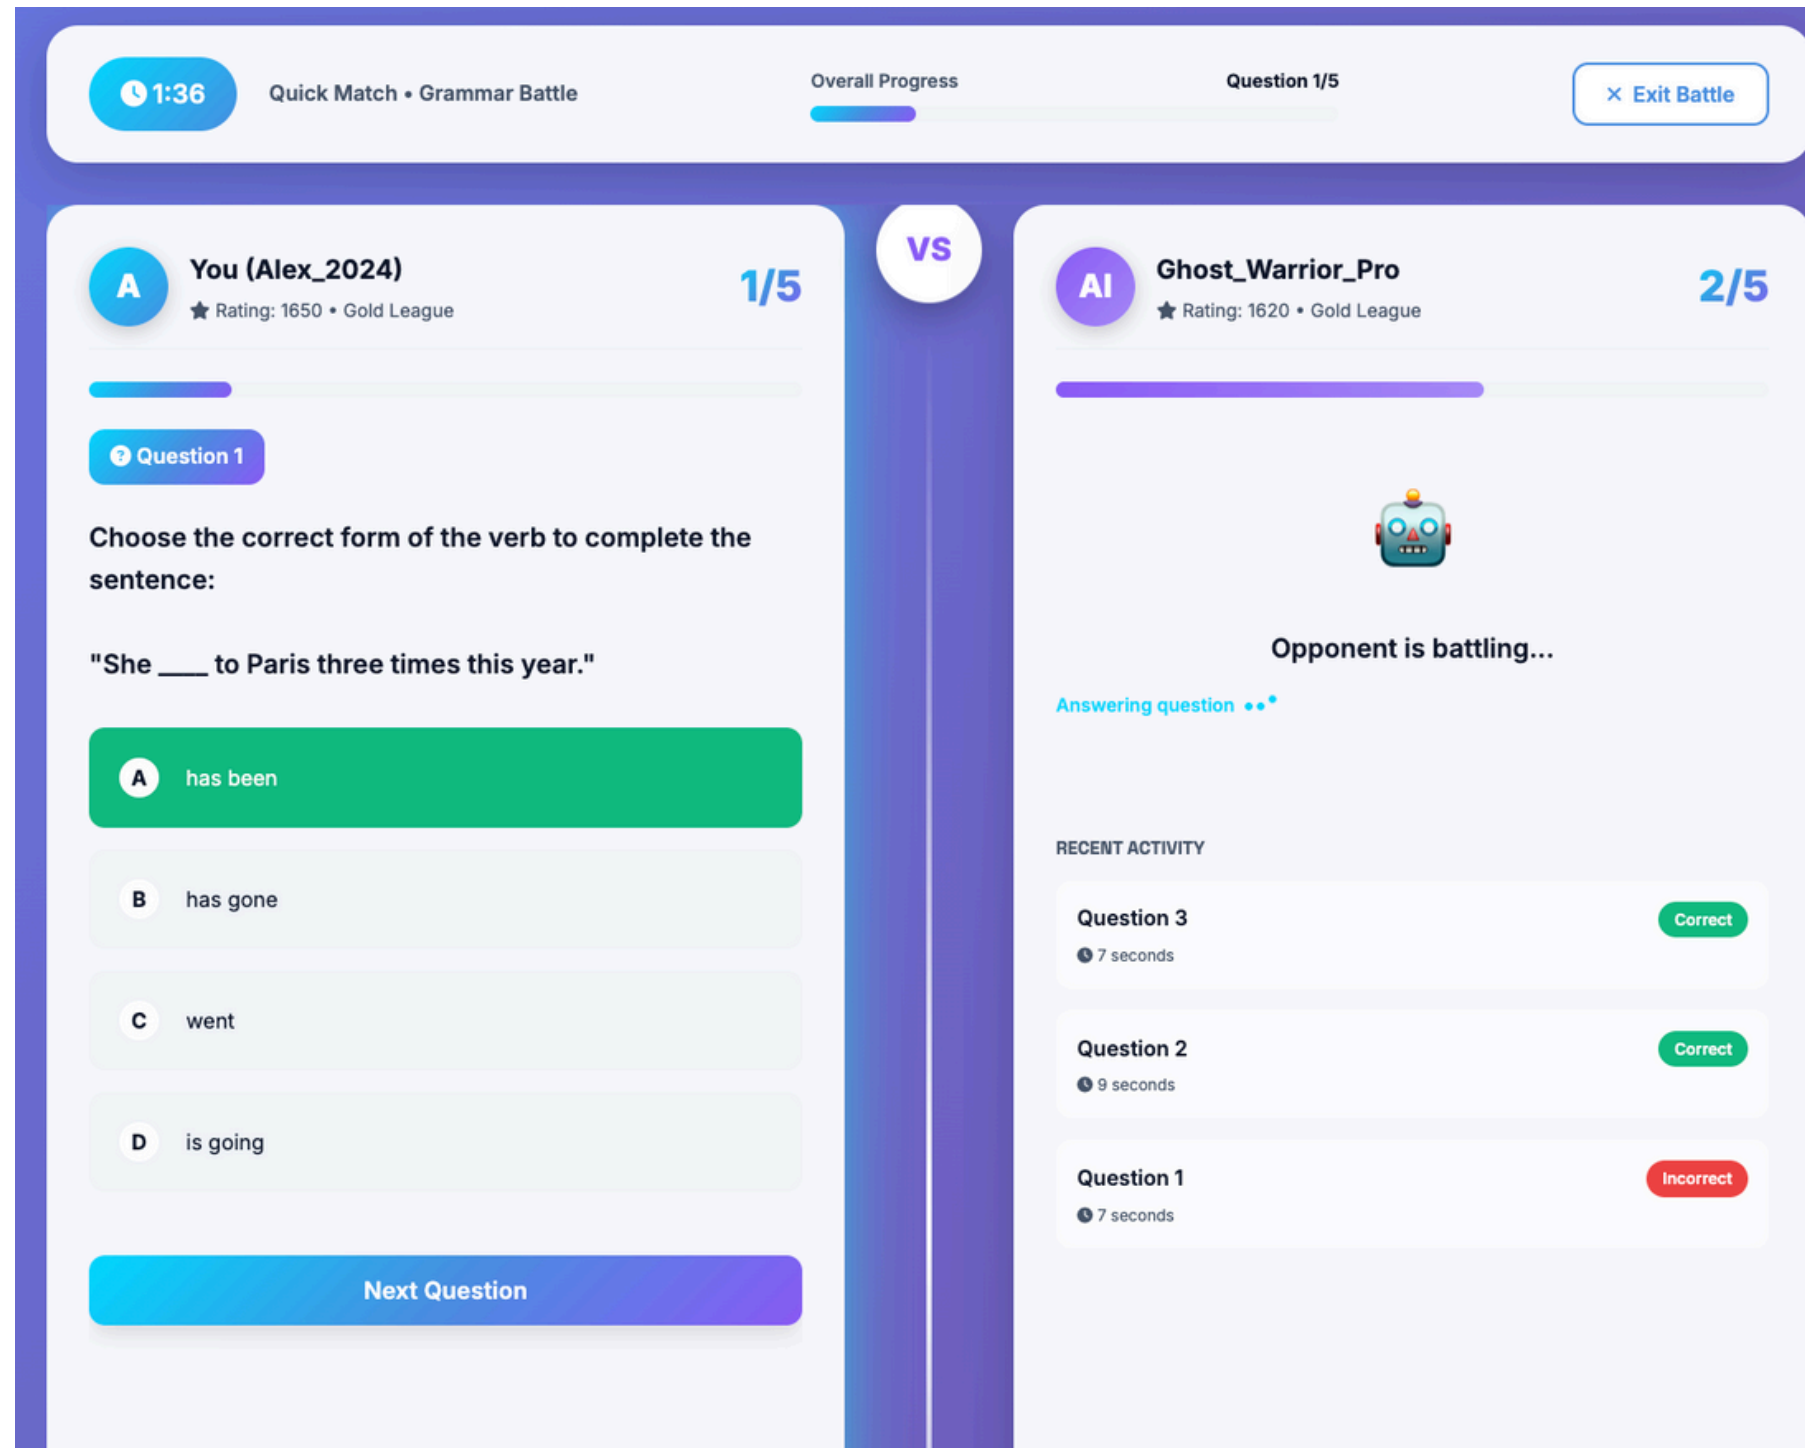 1:36
Quick Match • Grammar Battle
Overall Progress
Question 1/5
× Exit Battle
A
You (Alex_2024)
Rating: 1650 • Gold League
1/5
VS
AI
Ghost_Warrior_Pro
Rating: 1620 • Gold League
2/5
Question 1
Choose the correct form of the verb to complete the
sentence:
"She ____ to Paris three times this year."
A has been
B has gone
C went
D is going
Next Question
Opponent is battling...
Answering question
RECENT ACTIVITY
Question 3
Correct
7 seconds
Question 2
Correct
9 seconds
Question 1
Incorrect
7 seconds